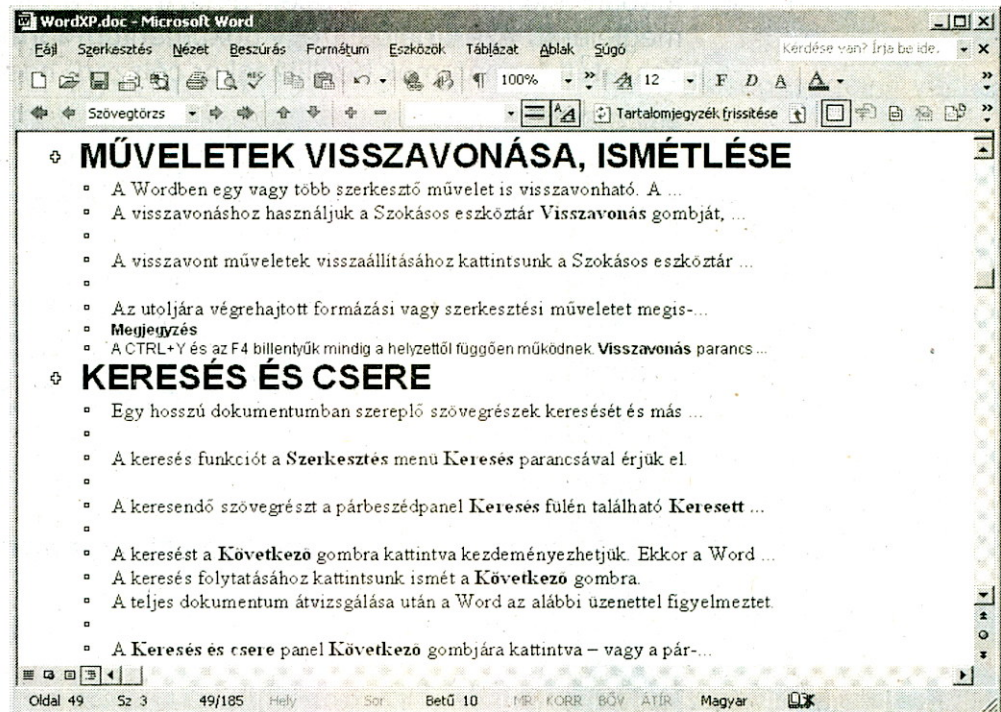 WordXP.doc - Microsoft Word
Fájl Szerkesztés Nézet Beszúrás Formátum Eszközök Táblázat Ablak Súgó Kérdése van? Írja be ide.
100% 12 F D A A
Szövegtörzs Tartalomjegyzék frissítése
MŰVELETEK VISSZAVONÁSA, ISMÉTLÉSE
A Wordben egy vagy több szerkesztő művelet is visszavonható. A ...
A visszavonáshoz használjuk a Szokásos eszköztár Visszavonás gombját, ...
A visszavont műveletek visszaállításához kattintsunk a Szokásos eszköztár ...
Az utoljára végrehajtott formázási vagy szerkesztési műveletet megis-...
Megjegyzés
A CTRL+Y és az F4 billentyűk mindig a helyzettől függően működnek. Visszavonás parancs ...
KERESÉS ÉS CSERE
Egy hosszú dokumentumban szereplő szövegrészek keresését és más ...
A keresés funkciót a Szerkesztés menü Keresés parancsával érjük el.
A keresendő szövegrészt a párbeszédpanel Keresés fülén található Keresett ...
A keresést a Következő gombra kattintva kezdeményezhetjük. Ekkor a Word ...
A keresés folytatásához kattintsunk ismét a Következő gombra.
A teljes dokumentum átvizsgálása után a Word az alábbi üzenettel figyelmeztet.
A Keresés és csere panel Következő gombjára kattintva – vagy a pár-...
Oldal 49 Sz 3 49/185 Hely Sor Betű 10 MR KORR BŐV ÁTÍR Magyar